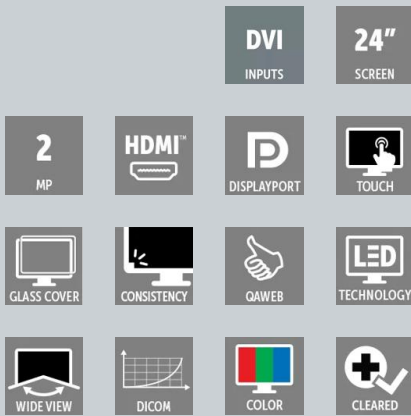 DVI
INPUTS
24"
SCREEN
2
MP
HDMI™
DISPLAYPORT
TOUCH
GLASS COVER
CONSISTENCY
QAWEB
LED
TECHNOLOGY
WIDE VIEW
DICOM
COLOR
CLEARED